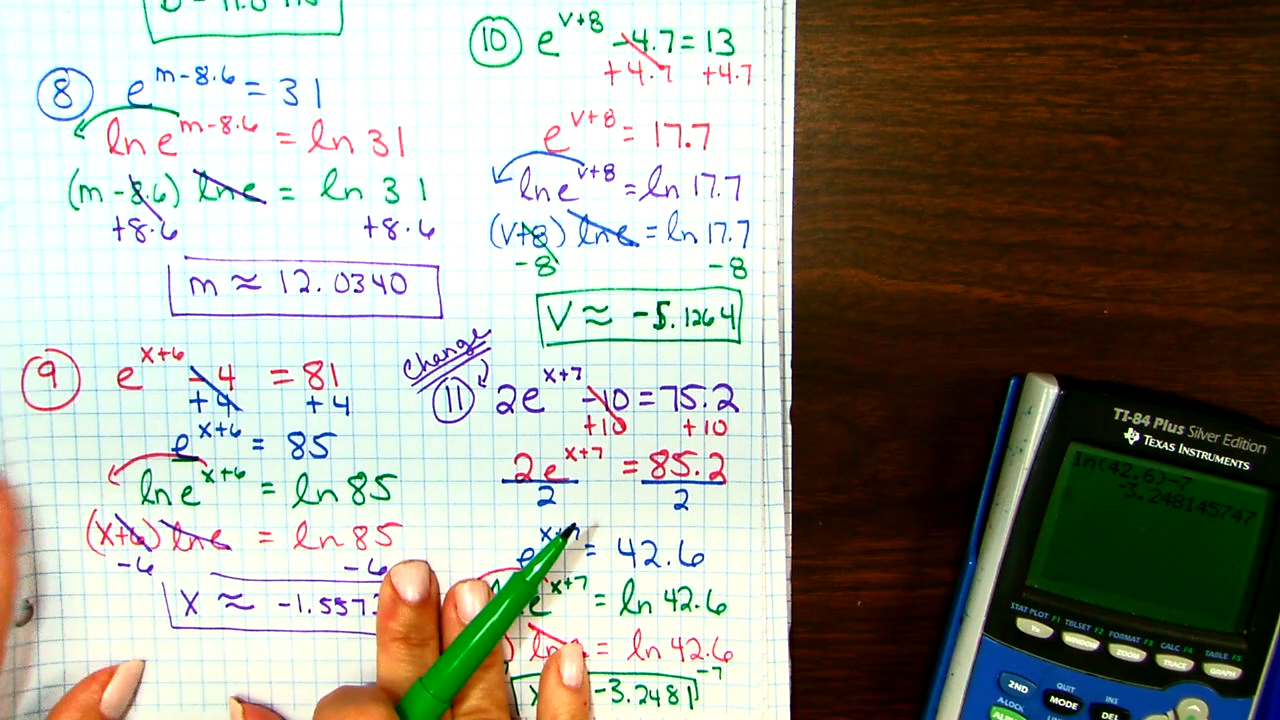 ⑧ e^(m-8.6) = 31
ln e^(m-8.6) = ln 31
(m-8.6) ln e = ln 31
+8.6 +8.6
m ≈ 12.0340
⑨ e^(x+6) -4 = 81
+4 +4
e^(x+6) = 85
ln e^(x+6) = ln 85
(x+6) ln e = ln 85
-6 -6
x ≈ -1.557
⑩ e^(v+8) -4.7 = 13
+4.7 +4.7
e^(v+8) = 17.7
ln e^(v+8) = ln 17.7
(v+8) ln e = ln 17.7
-8 -8
V ≈ -5.1264
Change
⑪ 2e^(x+7) -10 = 75.2
+10 +10
2e^(x+7) = 85.2
2 2
= 42.6
e^(x+7) = ln 42.6
ln e = ln 42.6
-7
x -3.2481
TI-84 Plus Silver Edition
TEXAS INSTRUMENTS
ln(42.6)-7
-3.248145747
STAT PLOT F1 TBLSET F2 FORMAT F3 CALC F4 TABLE F5
Y= WINDOW ZOOM TRACE GRAPH
QUIT INS
2ND MODE DEL
A-LOCK